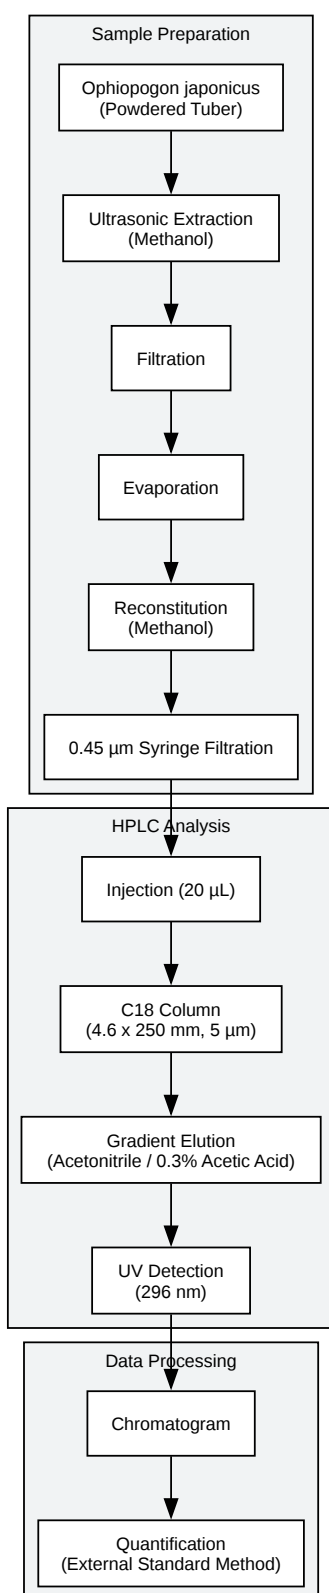 Sample Preparation
Ophiopogon japonicus
(Powdered Tuber)
Ultrasonic Extraction
(Methanol)
Filtration
Evaporation
Reconstitution
(Methanol)
0.45 µm Syringe Filtration
HPLC Analysis
Injection (20 µL)
C18 Column
(4.6 x 250 mm, 5 µm)
Gradient Elution
(Acetonitrile / 0.3% Acetic Acid)
UV Detection
(296 nm)
Data Processing
Chromatogram
Quantification
(External Standard Method)